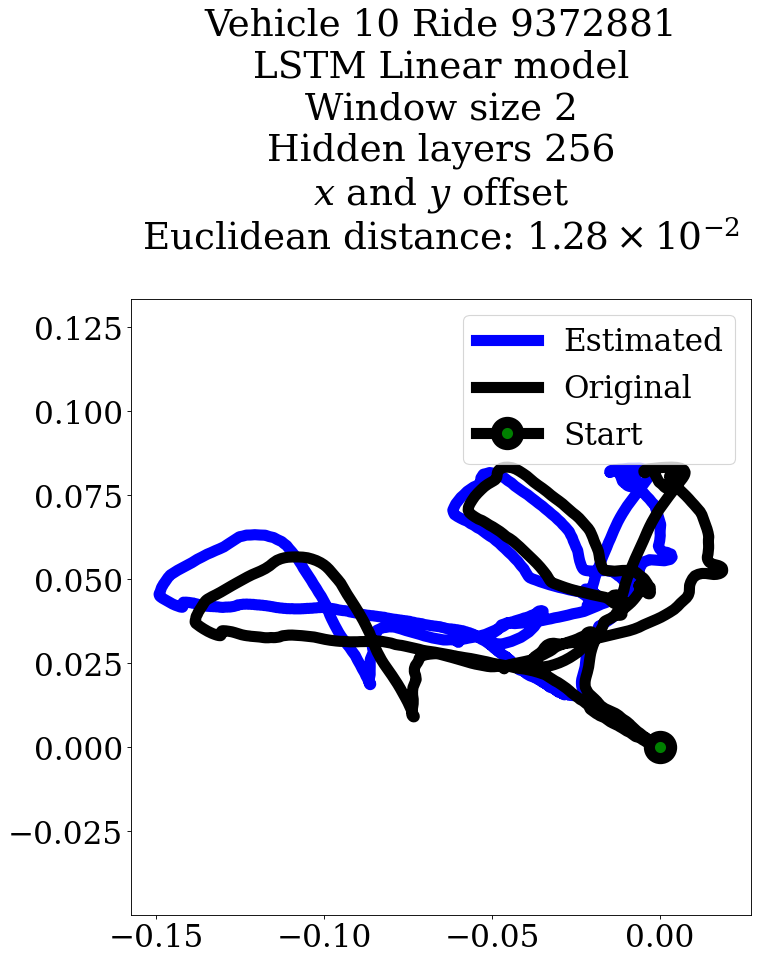 Vehicle 10 Ride 9372881
LSTM Linear model
Window size 2
Hidden layers 256
x and y offset
Euclidean distance: 1.28 × 10⁻²
Estimated
Original
Start
0.125
0.100
0.075
0.050
0.025
0.000
−0.025
−0.15 −0.10 −0.05 0.00